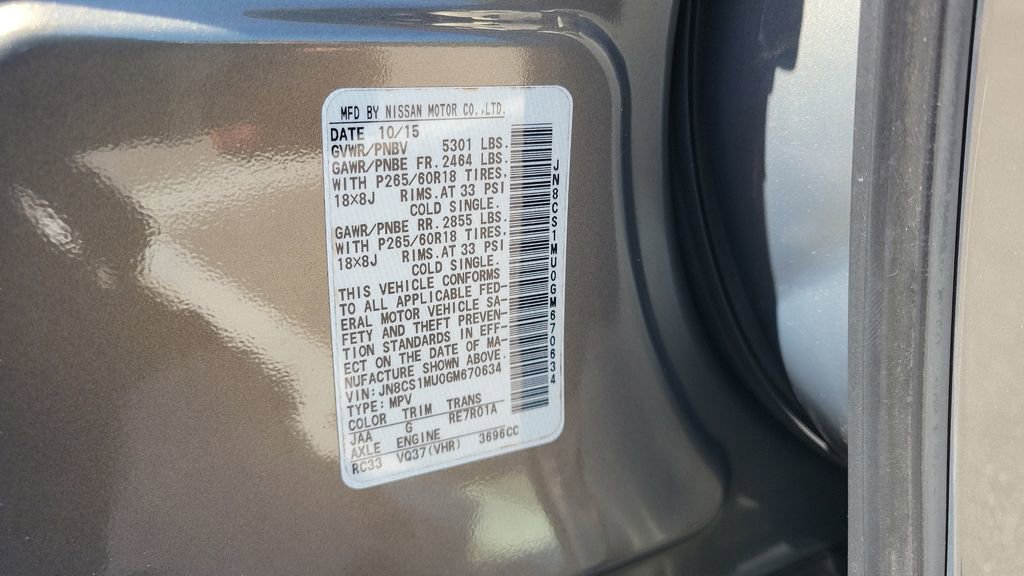 MFD BY NISSAN MOTOR CO.,LTD.
DATE 10/15
GVWR/PNBV 5301 LBS.
GAWR/PNBE FR. 2464 LBS.
WITH P265/60R18 TIRES,
18×8J RIMS.AT 33 PSI
COLD SINGLE.
GAWR/PNBE RR. 2855 LBS.
WITH P265/60R18 TIRES,
18×8J RIMS.AT 33 PSI
COLD SINGLE.
THIS VEHICLE CONFORMS
TO ALL APPLICABLE FED-
ERAL MOTOR VEHICLE SA-
FETY AND THEFT PREVEN-
TION STANDARDS IN EFF-
ECT ON THE DATE OF MA-
NUFACTURE SHOWN ABOVE.
VIN: JN8CS1MU0GM670634
TYPE: MPV
COLOR TRIM TRANS
JAA G RE7R01A
AXLE ENGINE
RC33 VQ37(VHR) 3696CC
JN8CS1MU0GM670634